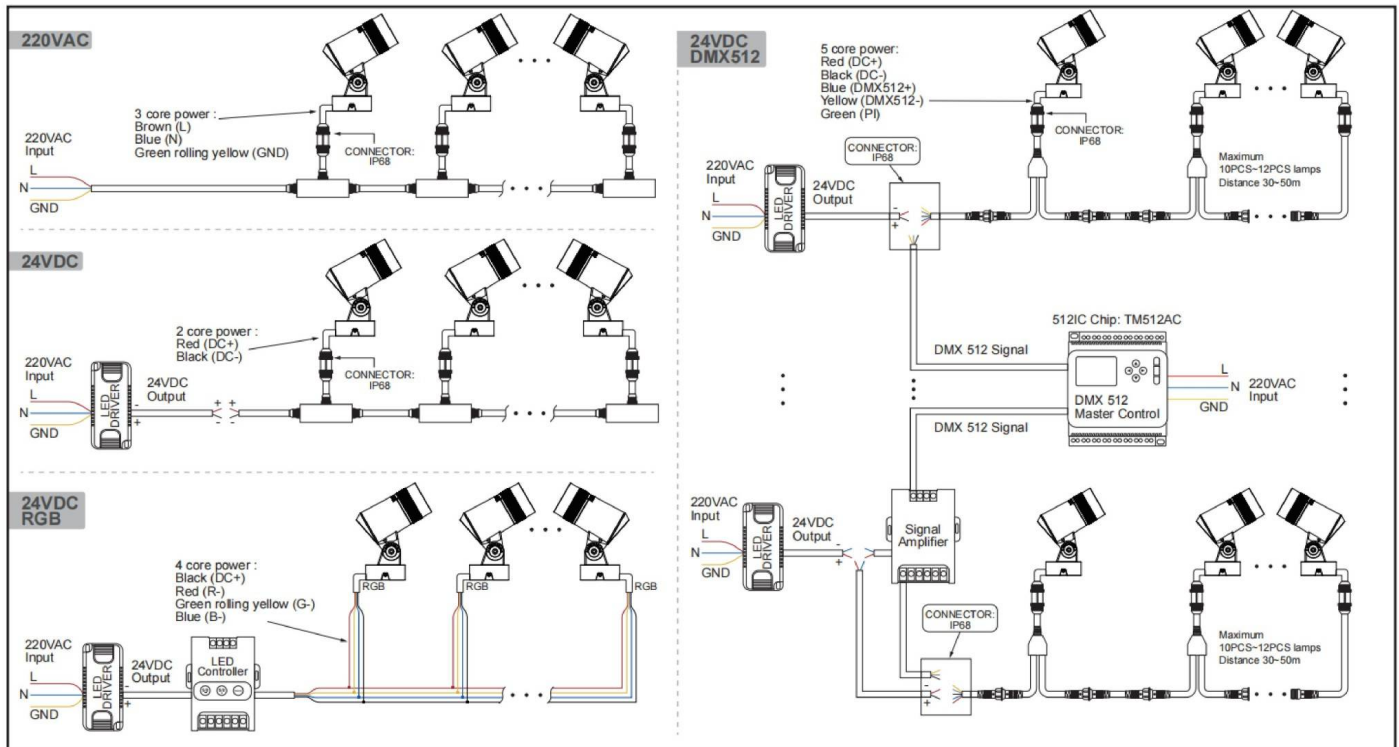 220VAC
3 core power :
Brown (L)
Blue (N)
Green rolling yellow (GND)
CONNECTOR:
IP68
220VAC
Input
L
N
GND
24VDC
2 core power :
Red (DC+)
Black (DC-)
CONNECTOR:
IP68
220VAC
Input
L
N
GND
LED
DRIVER
24VDC
Output
-
+
+ +
- -
24VDC
RGB
4 core power :
Black (DC+)
Red (R-)
Green rolling yellow (G-)
Blue (B-)
RGB
RGB
RGB
220VAC
Input
L
N
GND
LED
DRIVER
24VDC
Output
-
+
LED
Controller
24VDC
DMX512
5 core power:
Red (DC+)
Black (DC-)
Blue (DMX512+)
Yellow (DMX512-)
Green (PI)
CONNECTOR:
IP68
CONNECTOR:
IP68
220VAC
Input
L
N
GND
LED
DRIVER
24VDC
Output
-
+
Maximum
10PCS~12PCS lamps
Distance 30~50m
512IC Chip: TM512AC
DMX 512 Signal
DMX 512
Master Control
L
N
GND
220VAC
Input
DMX 512 Signal
220VAC
Input
L
N
GND
LED
DRIVER
24VDC
Output
-
+
Signal
Amplifier
CONNECTOR:
IP68
-
+
Maximum
10PCS~12PCS lamps
Distance 30~50m